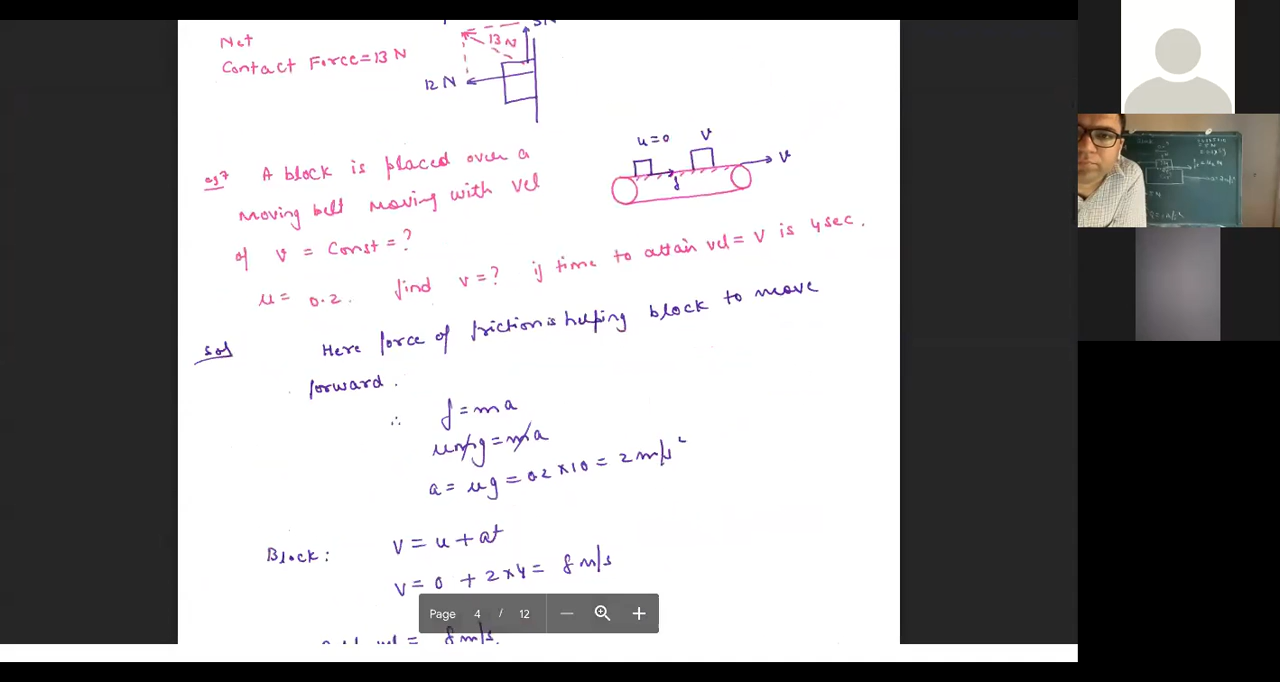 Net
Contact Force = 13 N
13 N
12 N
eg 7 A block is placed over a
moving belt moving with vel
of v = Const = ?
μ = 0.2. find v = ? if time to attain vel = V is 4 sec.
u = 0
V
f
v
Sol Here force of friction is helping block to move
forward.
∴ f = ma
μmg = ma
a = μg = 0.2 × 10 = 2 m/s²
Block: V = u + at
V = 0 + 2×4 = 8 m/s
Page 4 / 12
8 m/s.